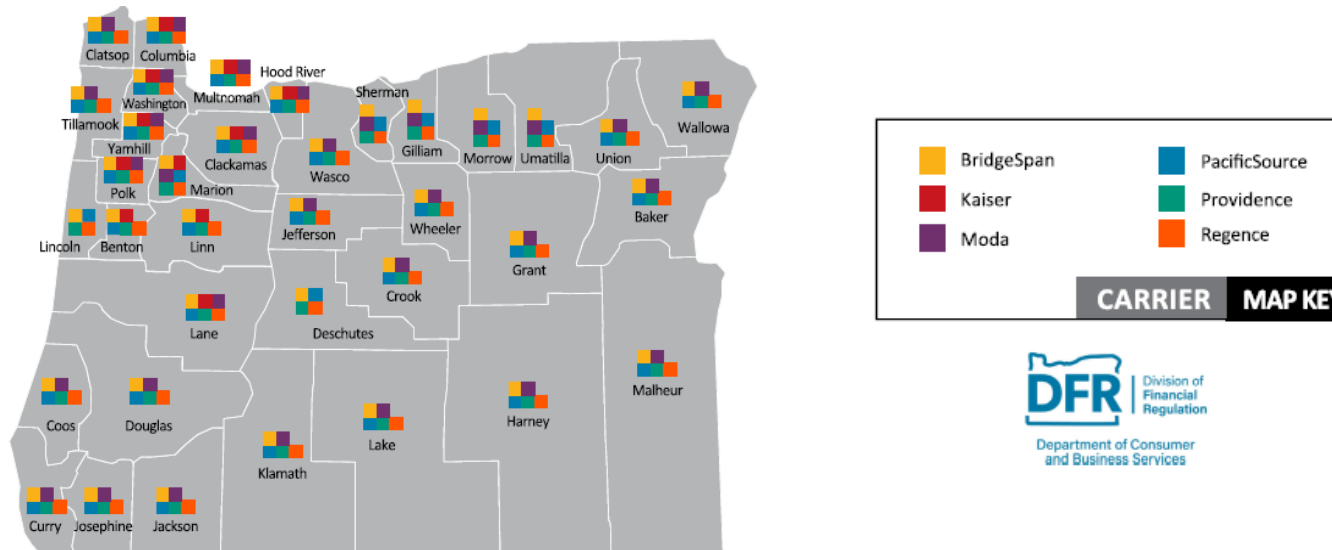 Clatsop
Columbia
Hood River
Multnomah
Washington
Sherman
Tillamook
Yamhill
Clackamas
Gilliam
Morrow
Umatilla
Union
Wallowa
Wasco
Polk
Marion
Baker
Lincoln
Benton
Linn
Jefferson
Wheeler
Grant
Crook
Lane
Deschutes
Malheur
Coos
Douglas
Lake
Harney
Klamath
Curry
Josephine
Jackson
BridgeSpan
Kaiser
Moda
PacificSource
Providence
Regence
CARRIER MAP KEY
DFR
Division of
Financial
Regulation
Department of Consumer
and Business Services